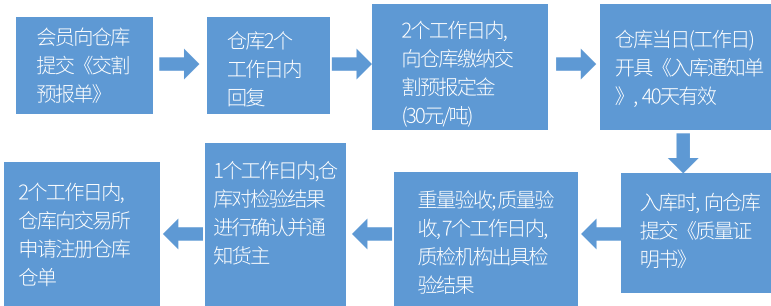 会员向仓库
提交《交割
预报单》
仓库2个
工作日内
回复
2个工作日内,
向仓库缴纳交
割预报定金
(30元/吨)
仓库当日(工作日)
开具《入库通知单
》, 40天有效
入库时, 向仓库
提交《质量证
明书》
重量验收; 质量验
收, 7个工作日内,
质检机构出具检
验结果
1个工作日内,仓
库对检验结果
进行确认并通
知货主
2个工作日内,
仓库向交易所
申请注册仓库
仓单